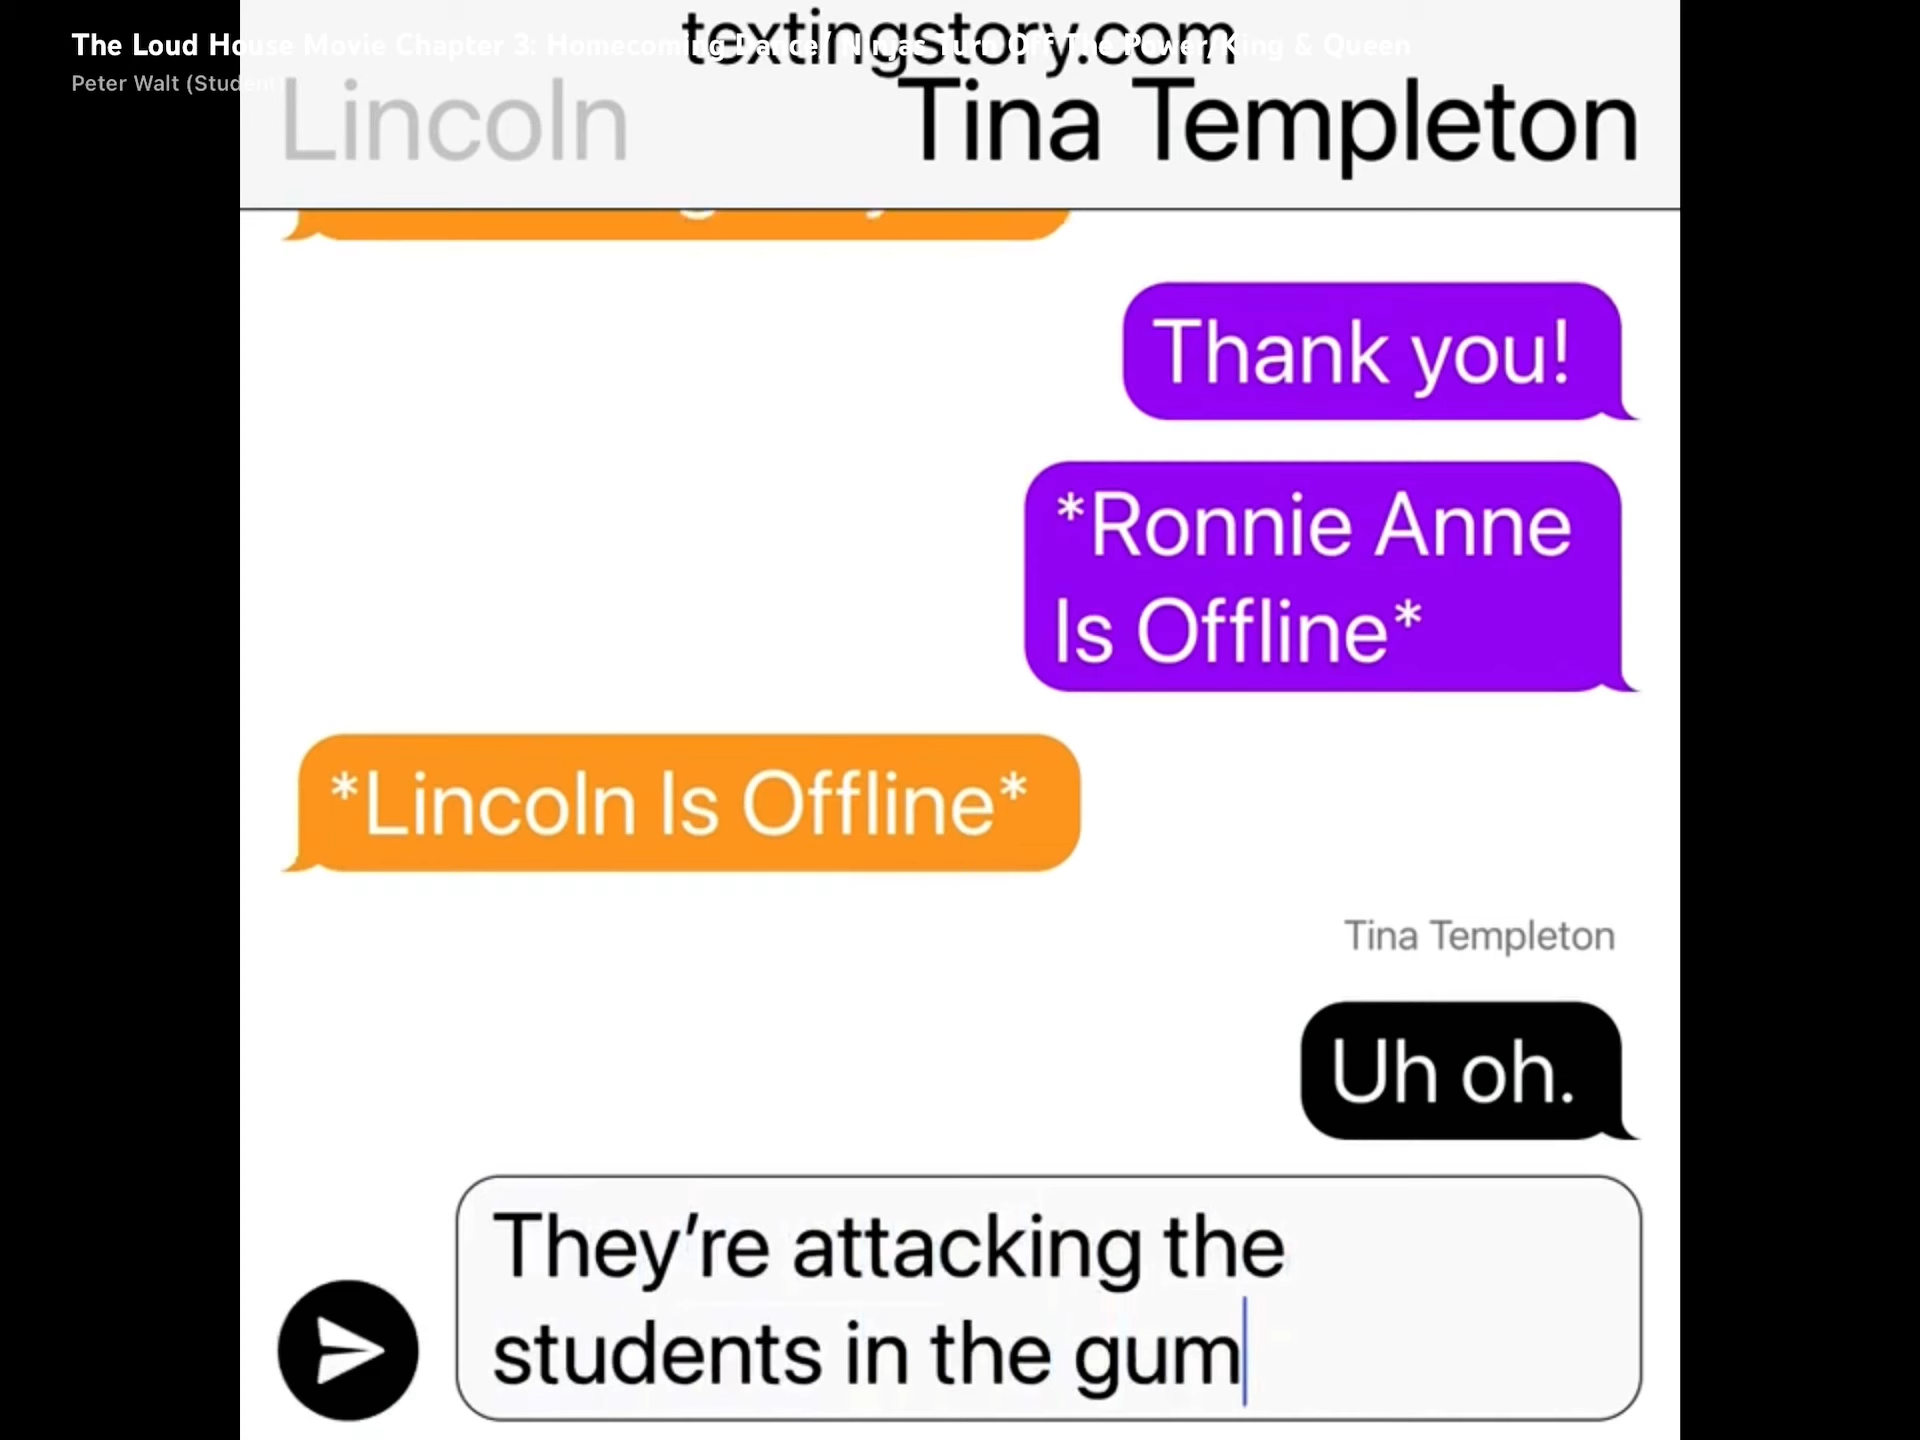 textingstory.com
The Loud House Movie Chapter 3: Homecoming Dance/ Ninjas Turn Off The Power/King & Queen
Peter Walt (Student)
Lincoln
Tina Templeton
Thank you!
*Ronnie Anne
Is Offline*
*Lincoln Is Offline*
Tina Templeton
Uh oh.
They’re attacking the
students in the gum